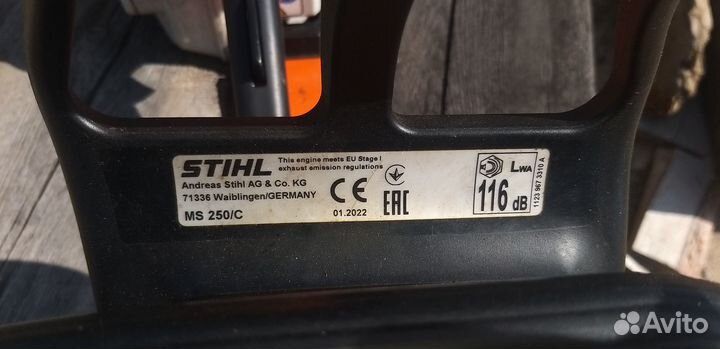 STIHL
This engine meets EU Stage I
exhaust emission regulations
Andreas Stihl AG & Co. KG
71336 Waiblingen/GERMANY
MS 250/C
CE
01.2022
EAC
LWA
116 dB
1123 967 3310 A
Avito